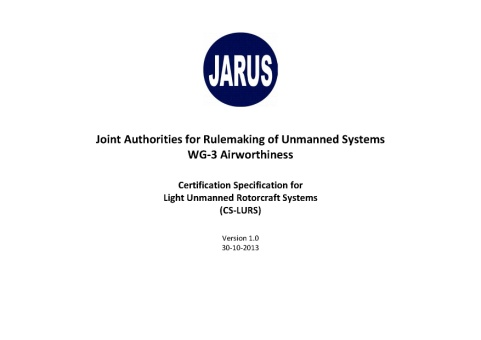 JARUS
Joint Authorities for Rulemaking of Unmanned Systems
WG-3 Airworthiness
Certification Specification for
Light Unmanned Rotorcraft Systems
(CS-LURS)
Version 1.0
30-10-2013